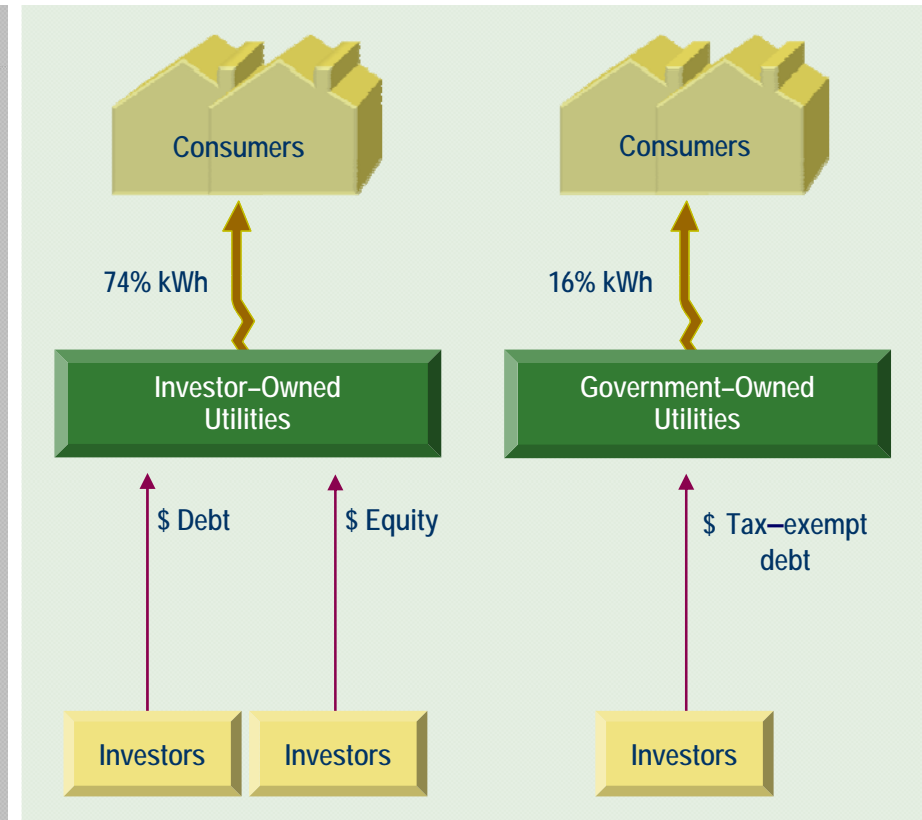 Consumers
Consumers
74% kWh
16% kWh
Investor–Owned
Utilities
Government–Owned
Utilities
$ Debt
$ Equity
$ Tax–exempt
debt
Investors
Investors
Investors